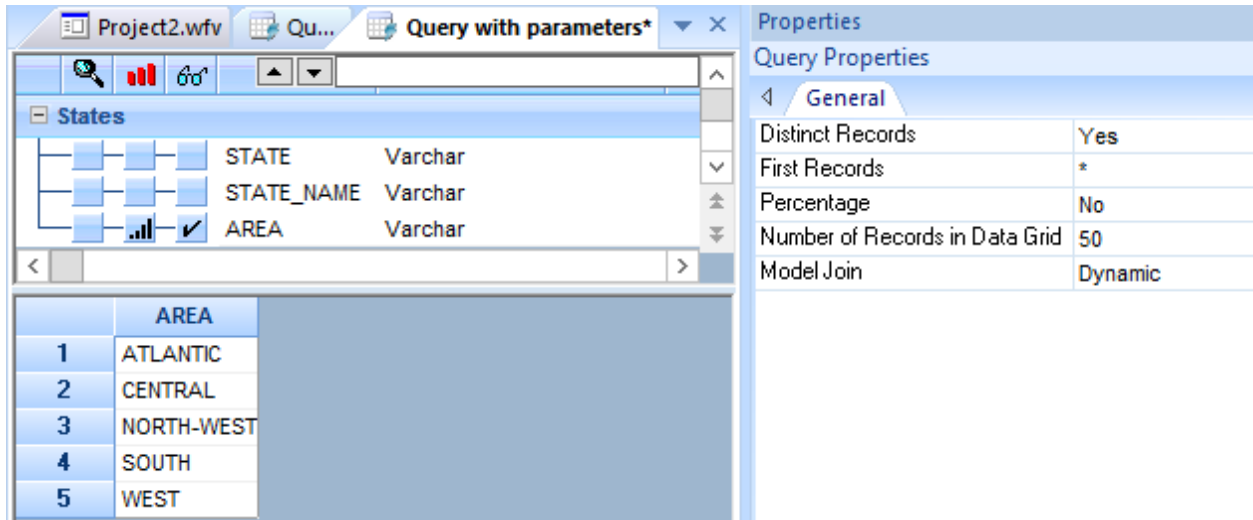 Project2.wfv Qu... Query with parameters*
States
STATE Varchar
STATE_NAME Varchar
AREA Varchar
AREA
1 ATLANTIC
2 CENTRAL
3 NORTH-WEST
4 SOUTH
5 WEST
Properties
Query Properties
General
Distinct Records Yes
First Records *
Percentage No
Number of Records in Data Grid 50
Model Join Dynamic